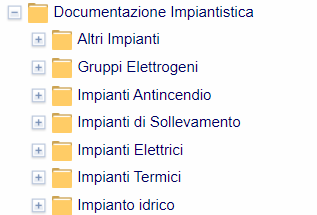 Documentazione Impiantistica
Altri Impianti
Gruppi Elettrogeni
Impianti Antincendio
Impianti di Sollevamento
Impianti Elettrici
Impianti Termici
Impianto idrico